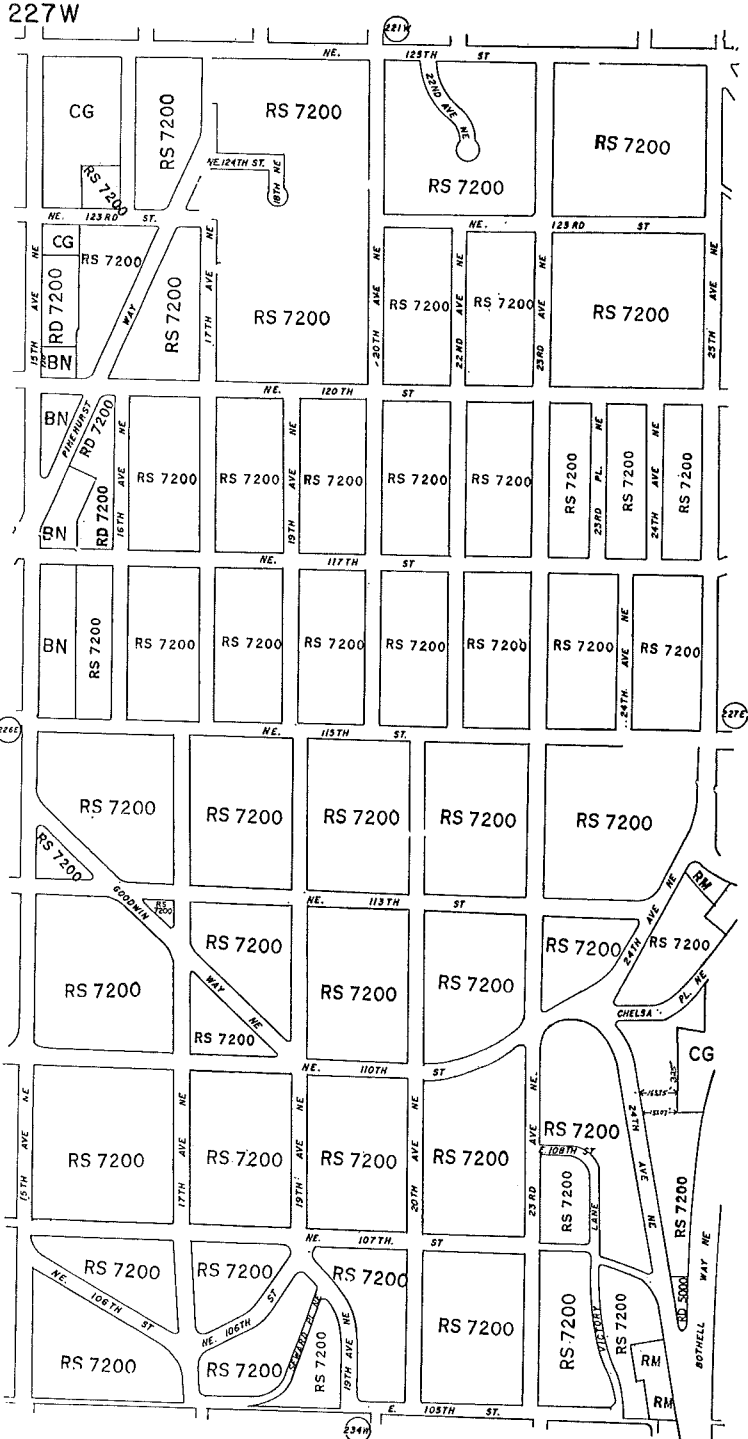 227W
221W
NE. 125TH ST
CG
RS 7200
RS 7200
22ND AVE NE
RS 7200
RS 7200
NE 124TH ST.
18TH NE
RS 7200
RS 7200
NE. 123RD ST.
NE. 123RD ST
CG
RS 7200
15TH AVE NE
RD 7200
BN
WAY
RS 7200
17TH AVE NE
RS 7200
20TH AVE NE
RS 7200
22ND AVE NE
RS 7200
23RD AVE NE
RS 7200
25TH AVE NE
NE. 120TH ST
BN
PINEHURST
RD 7200
RD 7200
BN
16TH AVE NE
RS 7200
RS 7200
19TH AVE NE
RS 7200
RS 7200
RS 7200
RS 7200
23RD PL. NE
RS 7200
24TH AVE NE
RS 7200
NE. 117TH ST
BN
RS 7200
RS 7200
RS 7200
RS 7200
RS 7200
RS 7200
RS 7200
24TH. AVE NE
RS 7200
226E
227E
NE. 115TH ST.
RS 7200
RS 7200
RS 7200
RS 7200
RS 7200
RS 7200
GOODWIN
RS 7200
NE. 113TH ST
24TH AVE NE
RM
RS 7200
RS 7200
RS 7200
RS 7200
RS 7200
RS 7200
WAY NE
RS 7200
CHELSA PL. NE
CG
NE. 110TH ST
15TH AVE NE
17TH AVE NE
19TH AVE NE
20TH AVE NE
23RD AVE NE.
24TH AVE NE
RS 7200
RS 7200
RS 7200
RS 7200
RS 7200
E 108TH ST
RS 7200
LANE
RS 7200
NE. 107TH. ST
RS 7200
RS 7200
RS 7200
NE. 106TH ST
NE. 106TH ST
SEWARD PL NE
19TH AVE NE
RS 7200
RS 7200
RS 7200
RS 7200
RS 7200
VICTORY
RS 7200
RD 5000
RM
RM
BOTHELL WAY NE
E. 105TH ST.
234W